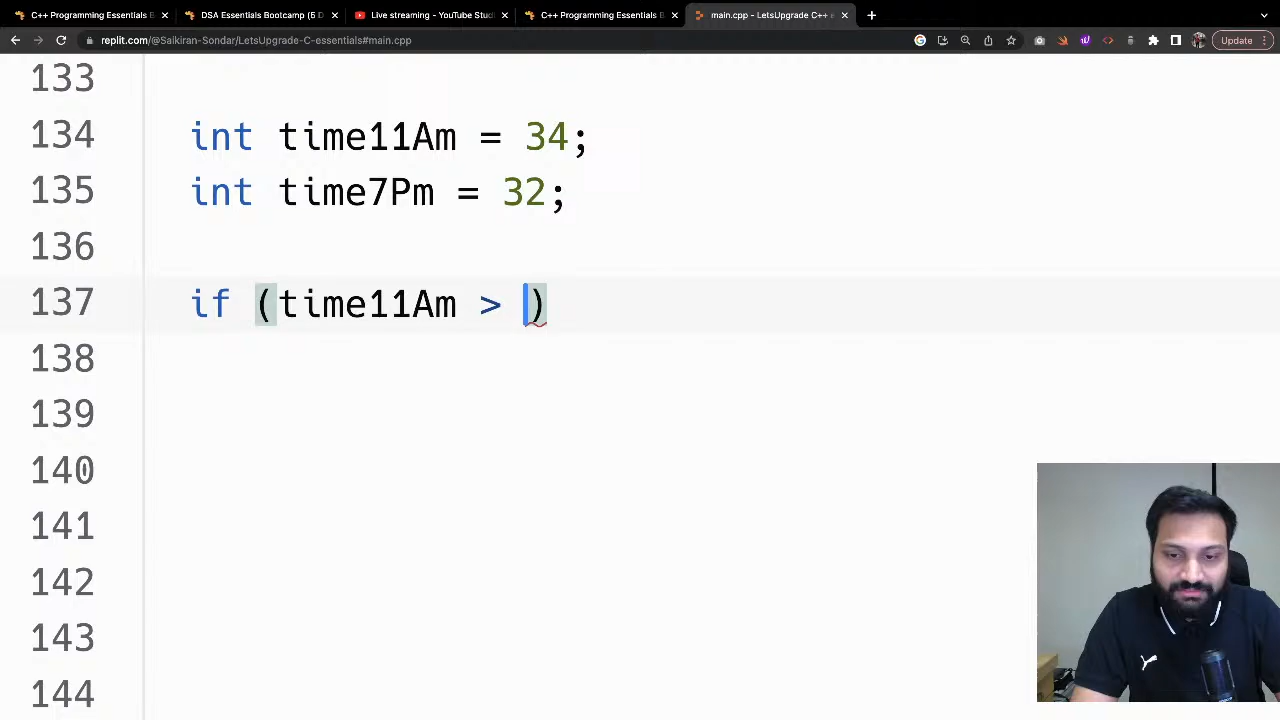 C++ Programming Essentials B
DSA Essentials Bootcamp (5 D
Live streaming - YouTube Stud
C++ Programming Essentials B
main.cpp - LetsUpgrade C++ e
replit.com/@Saikiran-Sondar/LetsUpgrade-C-essentials#main.cpp
Update
133
134 int time11Am = 34;
135 int time7Pm = 32;
136
137 if (time11Am > )
138
139
140
141
142
143
144